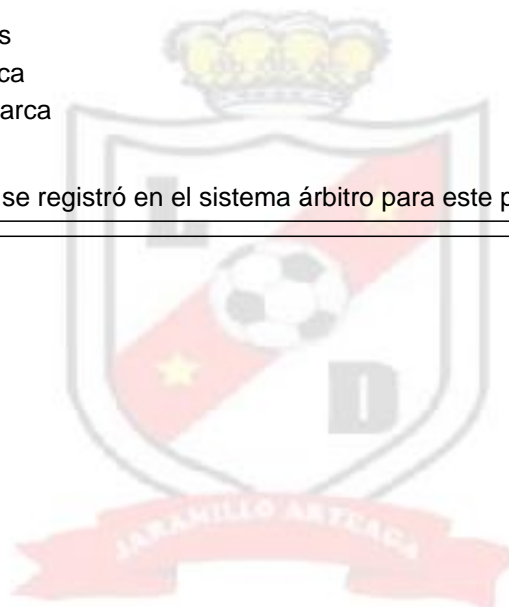 s
ca
arca
se registró en el sistema árbitro para este p
L
D
JARAMILLO ARTEAGA